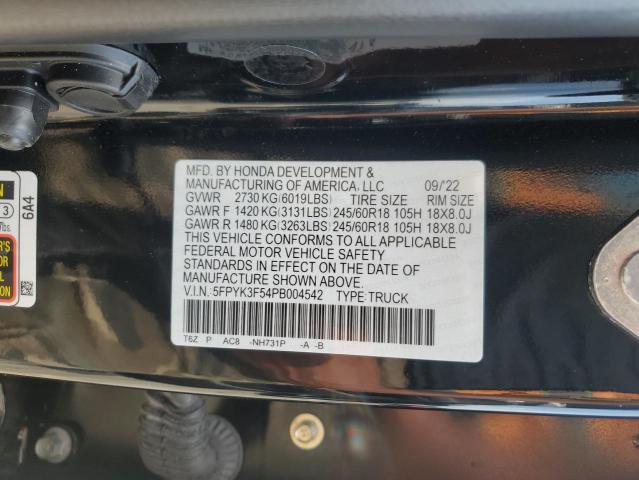 MFD. BY HONDA DEVELOPMENT &
MANUFACTURING OF AMERICA, LLC 09/'22
GVWR 2730 KG(6019LBS) TIRE SIZE RIM SIZE
GAWR F 1420 KG(3131LBS) 245/60R18 105H 18X8.0J
GAWR R 1480 KG(3263LBS) 245/60R18 105H 18X8.0J
THIS VEHICLE CONFORMS TO ALL APPLICABLE
FEDERAL MOTOR VEHICLE SAFETY
STANDARDS IN EFFECT ON THE DATE OF
MANUFACTURE SHOWN ABOVE.
V.I.N.: 5FPYK3F54PB004542 TYPE:TRUCK
T6Z P AC8 -NH731P -A -B
6A4